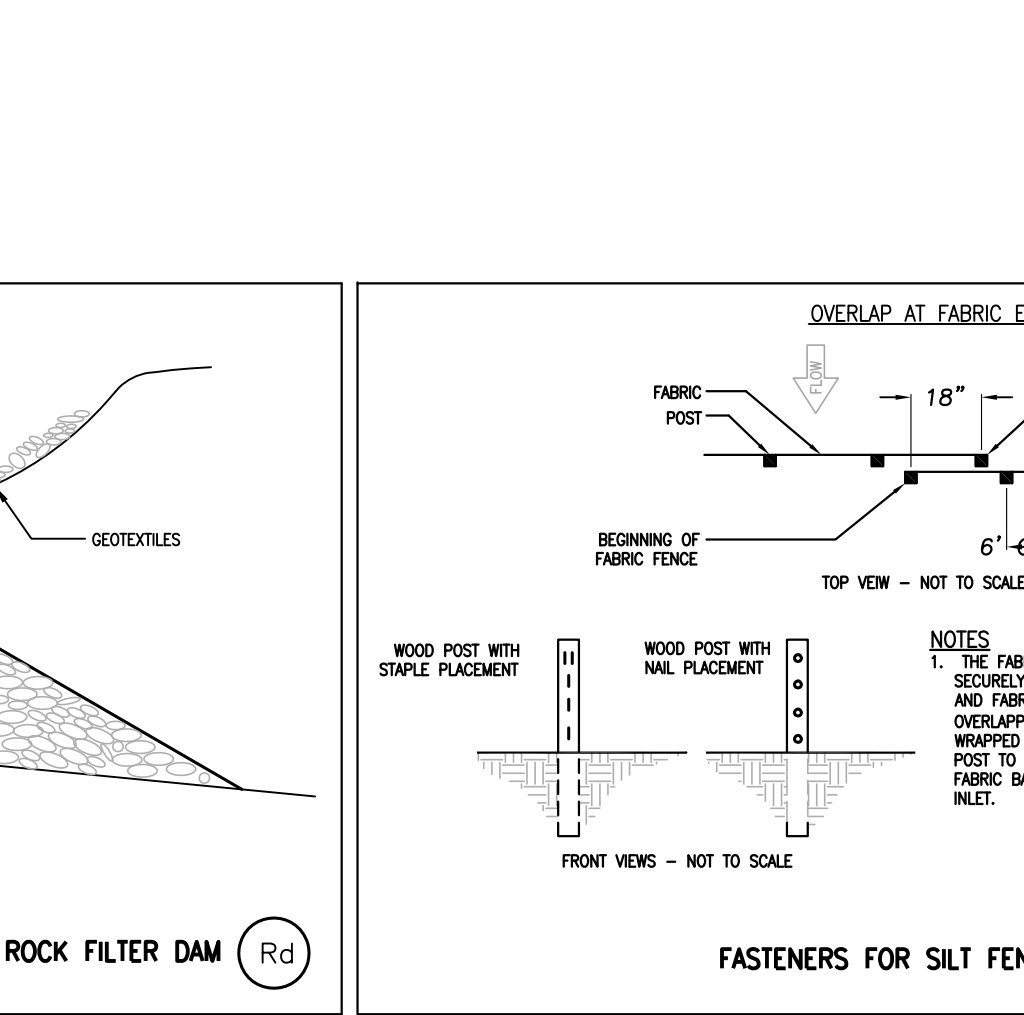 OVERLAP AT FABRIC E
FLOW
FABRIC
18”
POST
GEOTEXTILES
BEGINNING OF
FABRIC FENCE
6’
TOP VEIW – NOT TO SCALE
WOOD POST WITH
STAPLE PLACEMENT
WOOD POST WITH
NAIL PLACEMENT
NOTES
1. THE FAB
SECURELY
AND FABR
OVERLAPP
WRAPPED
POST TO
FABRIC BA
INLET.
FRONT VIEWS – NOT TO SCALE
ROCK FILTER DAM
Rd
FASTENERS FOR SILT FEN